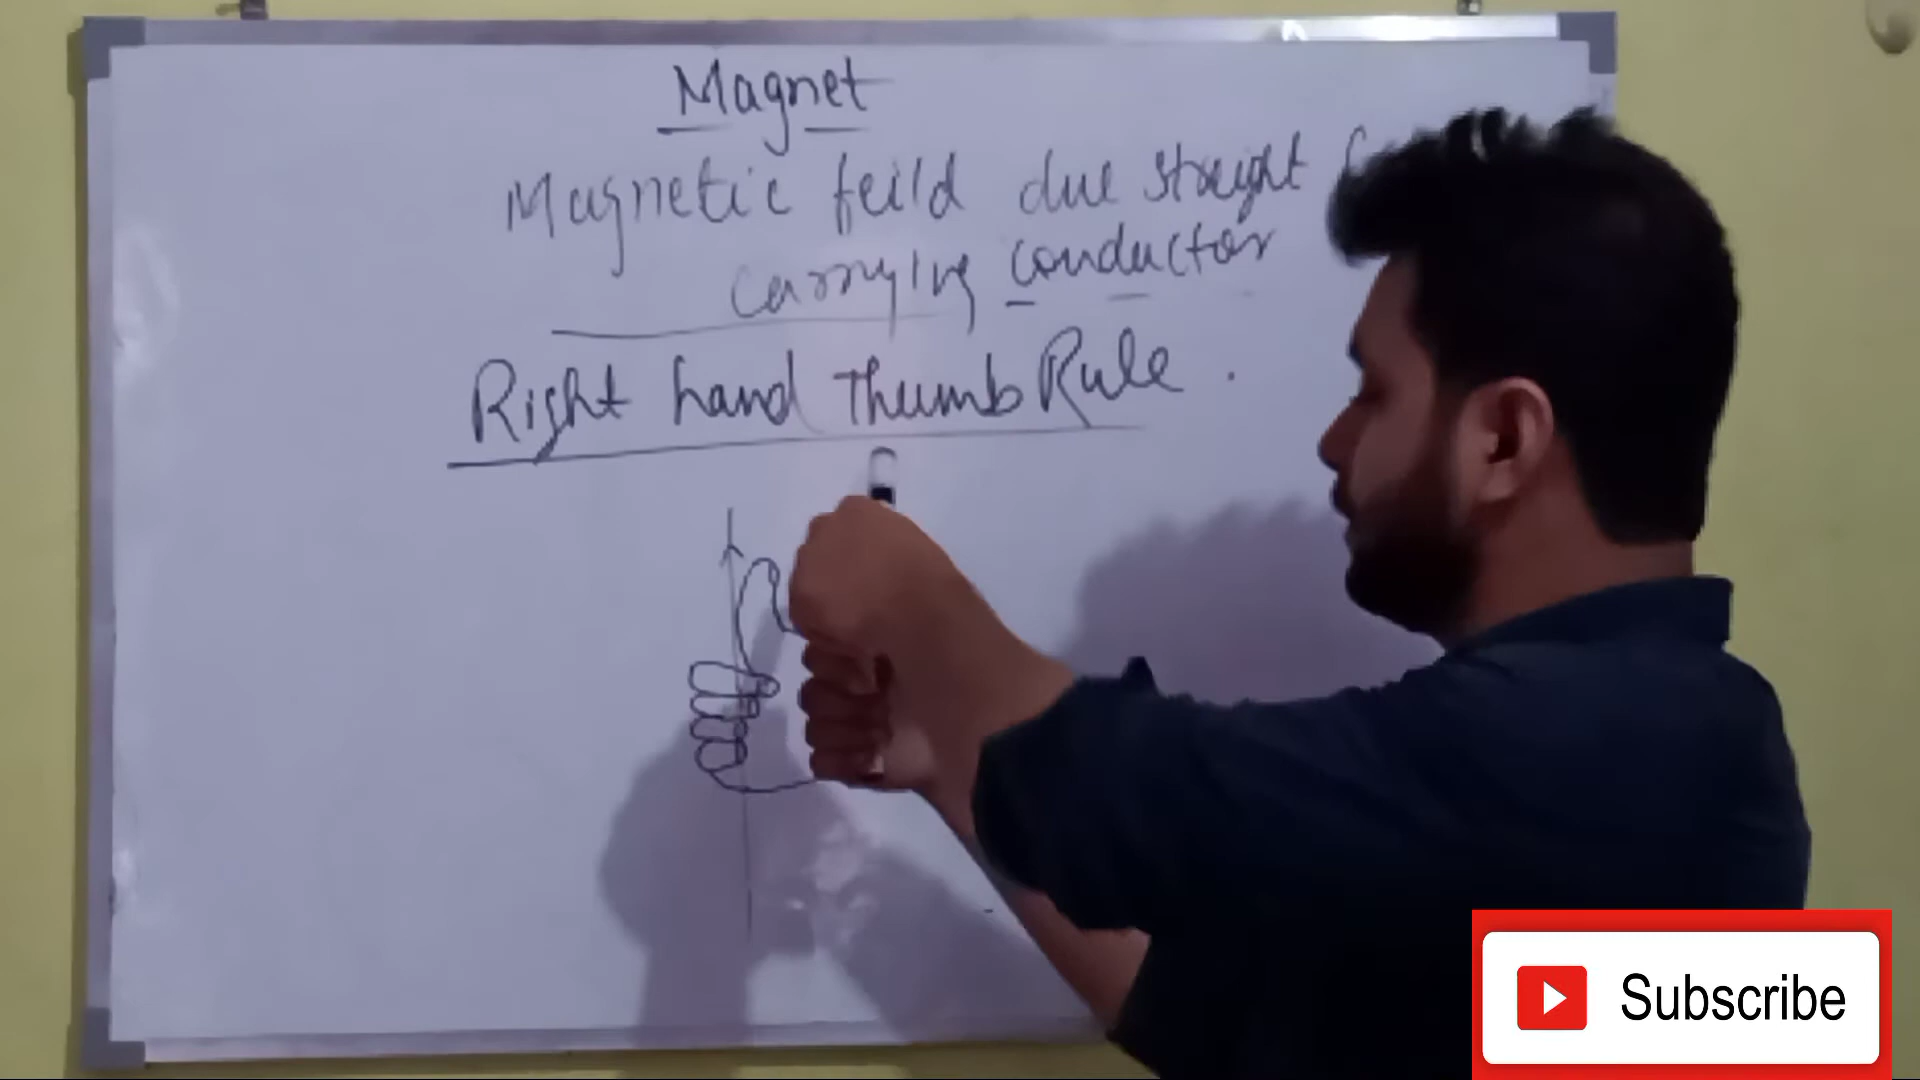 Magnet
Magnetic feild due straight
carrying conductor
Right hand Thumb Rule .
Subscribe